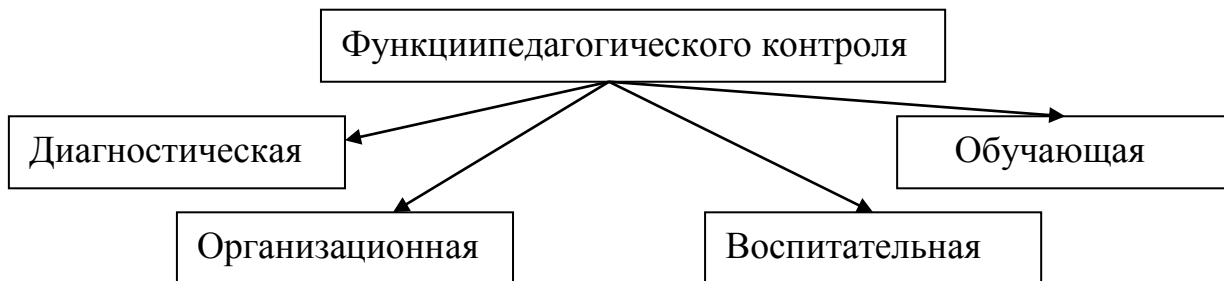 Функциипедагогического контроля
Диагностическая
Обучающая
Организационная
Воспитательная